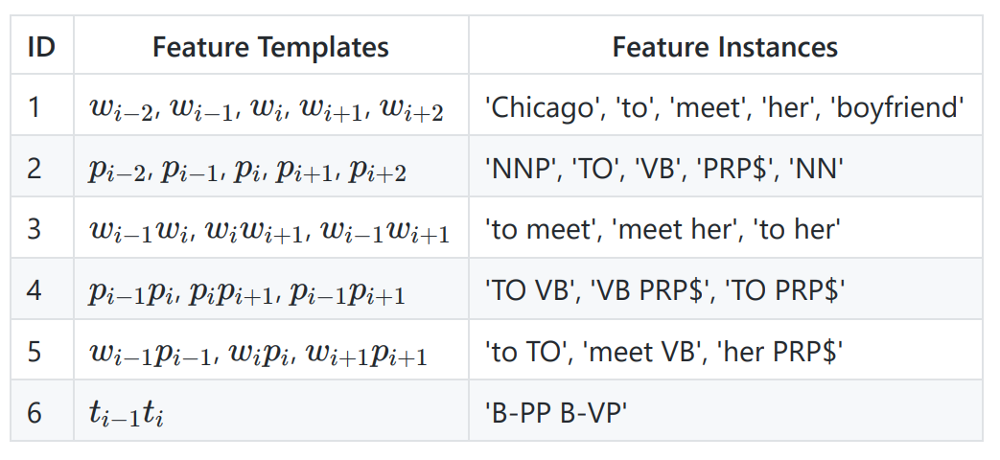 ID Feature Templates Feature Instances
1 w_{i−2}, w_{i−1}, w_i, w_{i+1}, w_{i+2} 'Chicago', 'to', 'meet', 'her', 'boyfriend'
2 p_{i−2}, p_{i−1}, p_i, p_{i+1}, p_{i+2} 'NNP', 'TO', 'VB', 'PRP$', 'NN'
3 w_{i−1}w_i, w_iw_{i+1}, w_{i−1}w_{i+1} 'to meet', 'meet her', 'to her'
4 p_{i−1}p_i, p_ip_{i+1}, p_{i−1}p_{i+1} 'TO VB', 'VB PRP$', 'TO PRP$'
5 w_{i−1}p_{i−1}, w_ip_i, w_{i+1}p_{i+1} 'to TO', 'meet VB', 'her PRP$'
6 t_{i−1}t_i 'B-PP B-VP'